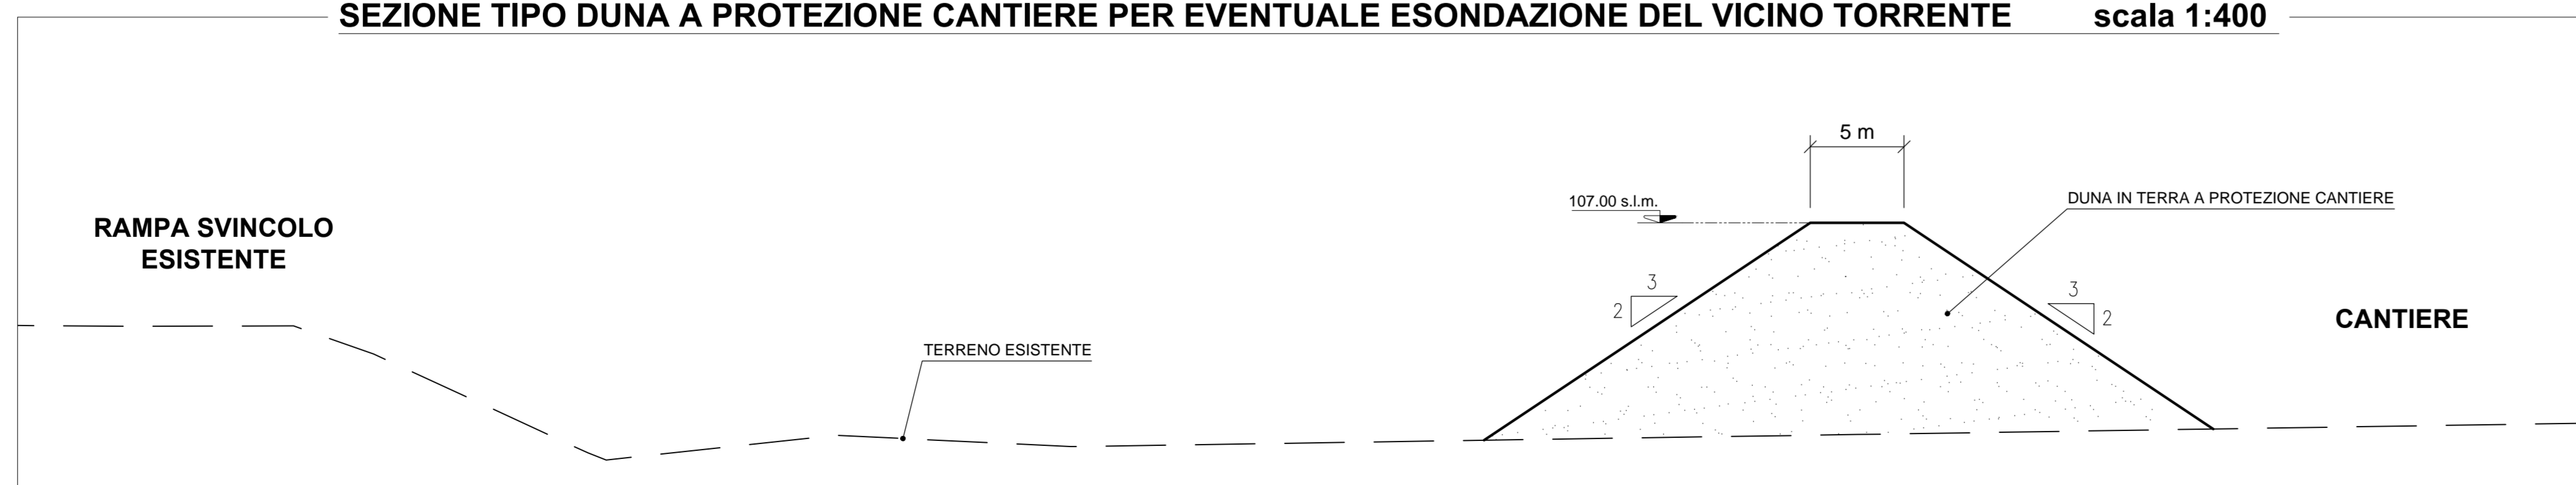 SEZIONE TIPO DUNA A PROTEZIONE CANTIERE PER EVENTUALE ESONDAZIONE DEL VICINO TORRENTE scala 1:400
5 m
107.00 s.l.m.
DUNA IN TERRA A PROTEZIONE CANTIERE
RAMPA SVINCOLO
ESISTENTE
3
2
3
2
CANTIERE
TERRENO ESISTENTE